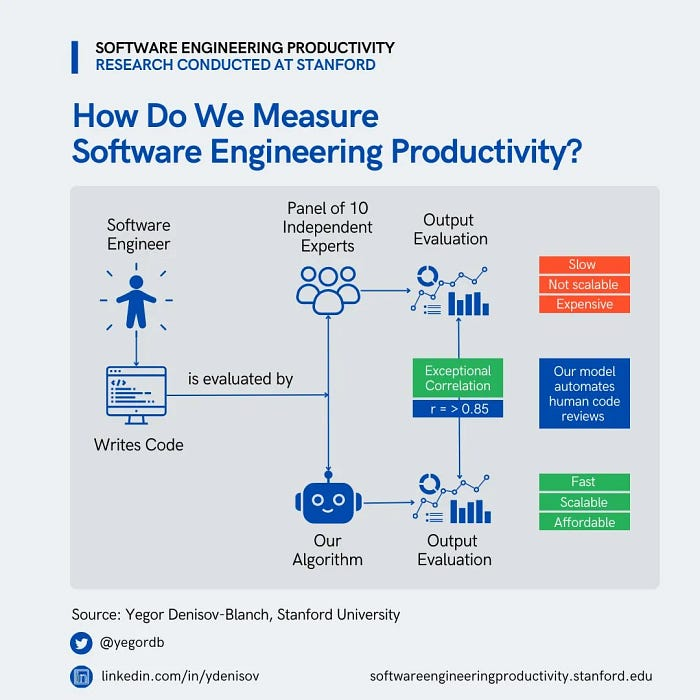 SOFTWARE ENGINEERING PRODUCTIVITY
RESEARCH CONDUCTED AT STANFORD
How Do We Measure
Software Engineering Productivity?
Software
Engineer
Panel of 10
Independent
Experts
Output
Evaluation
Slow
Not scalable
Expensive
</>
is evaluated by
Exceptional
Correlation
r = > 0.85
Our model
automates
human code
reviews
Writes Code
Fast
Scalable
Affordable
Our
Algorithm
Output
Evaluation
Source: Yegor Denisov-Blanch, Stanford University
@yegordb
in
linkedin.com/in/ydenisov
softwareengineeringproductivity.stanford.edu